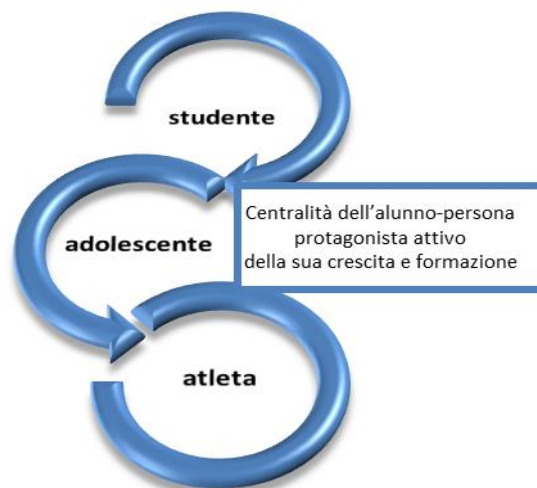 studente
Centralità dell'alunno-persona
protagonista attivo
della sua crescita e formazione
adolescente
atleta